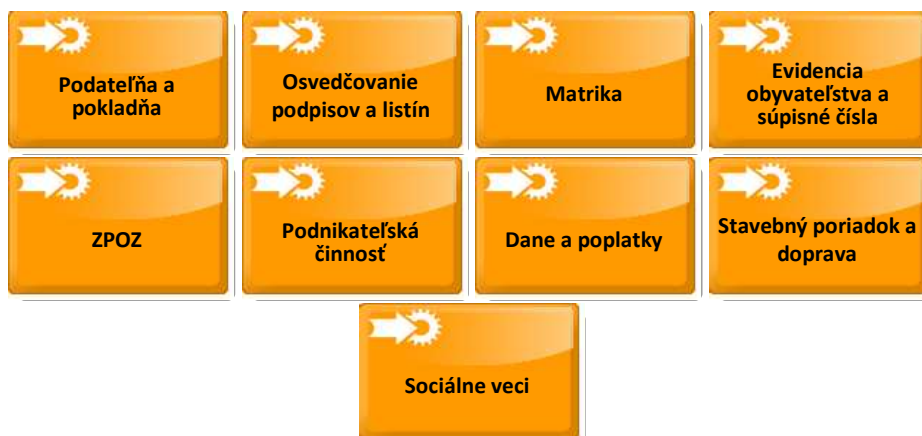 Podateľňa a
pokladňa
Osvedčovanie
podpisov a listín
Matrika
Evidencia
obyvateľstva a
súpisné čísla
ZPOZ
Podnikateľská
činnosť
Dane a poplatky
Stavebný poriadok a
doprava
Sociálne veci